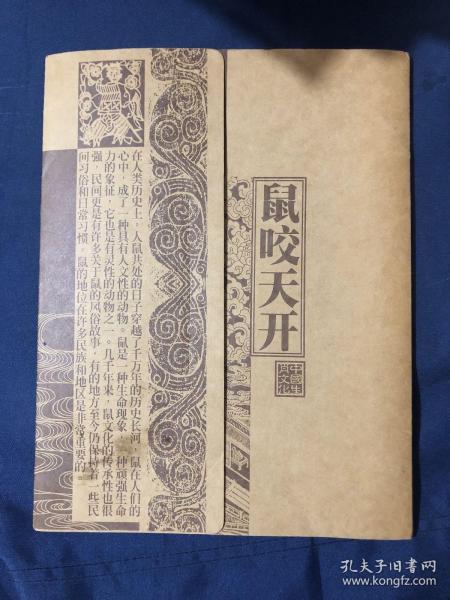 鼠咬天开
中國生
肖文化
在人类历史上，人鼠共处的日子穿越了千万年的历史长河，鼠在人们的
心中，成了一种具有人文性的动物。鼠是一种生命现象，一种顽强生命
力的象征，它也是有灵性的动物之一。几千年来，鼠文化的传承性也很
强，民间更是有许多关于鼠的风俗故事，有的地方至今仍保持着一些民
间习俗和日常习惯，鼠的地位在许多民族和地区是非常重要的。
孔夫子旧书网
www.kongfz.com